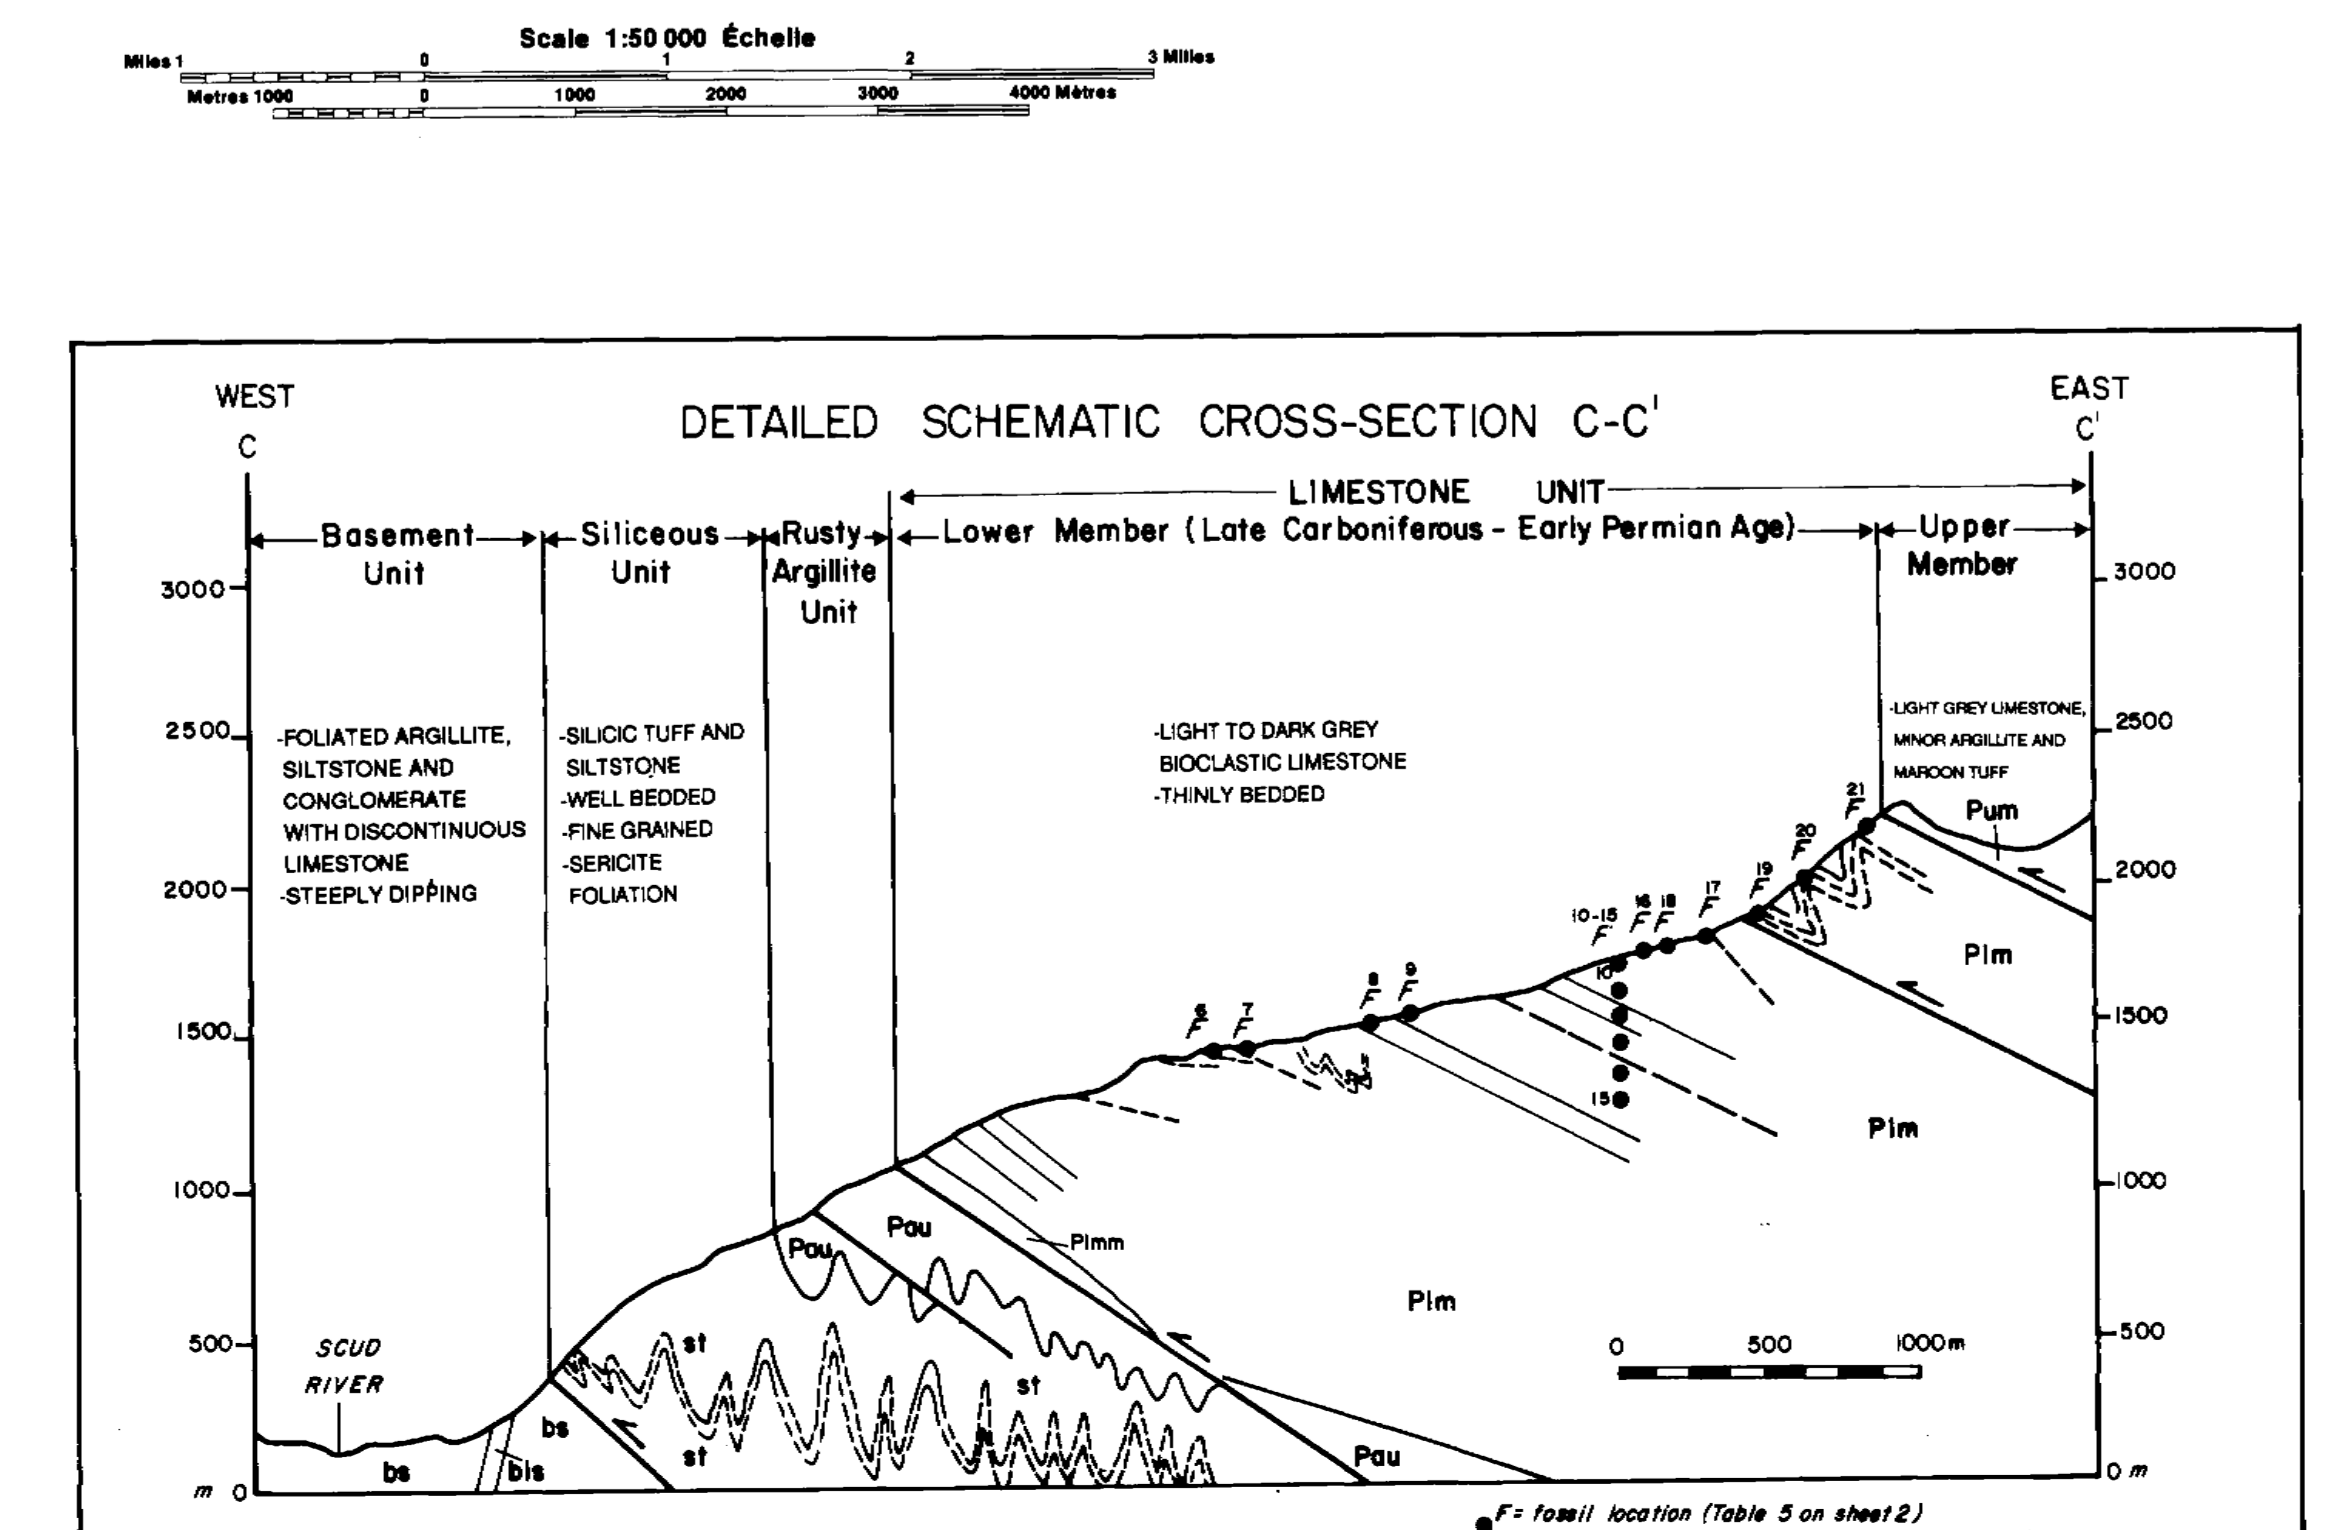 Scale 1:50 000 Échelle
Miles 1 0 1 2 3 Milles
Metres 1000 0 1000 2000 3000 4000 Mètres
WEST
EAST
C
DETAILED SCHEMATIC CROSS-SECTION C-C'
C'
LIMESTONE UNIT
Basement
Unit
Siliceous
Unit
Rusty
Argillite
Unit
Lower Member (Late Carboniferous - Early Permian Age)
Upper
Member
3000
2500
2000
1500
1000
500
m 0
3000
2500
2000
1500
1000
500
0 m
-FOLIATED ARGILLITE,
SILTSTONE AND
CONGLOMERATE
WITH DISCONTINUOUS
LIMESTONE
-STEEPLY DIPPING
-SILICIC TUFF AND
SILTSTONE
-WELL BEDDED
-FINE GRAINED
-SERICITE
FOLIATION
-LIGHT TO DARK GREY
BIOCLASTIC LIMESTONE
-THINLY BEDDED
-LIGHT GREY LIMESTONE,
MINOR ARGILLITE AND
MAROON TUFF
Pum
21
F
20
F
19
F
17
F
16 18
F F
10-15
F
10
15
9
F
8
F
7
F
6
F
Plm
Plm
Plm
Plmm
Pau
Pau
Pau
st
st
st
SCUD
RIVER
bs
bs
bls
0 500 1000m
F = fossil location (Table 5 on sheet 2)